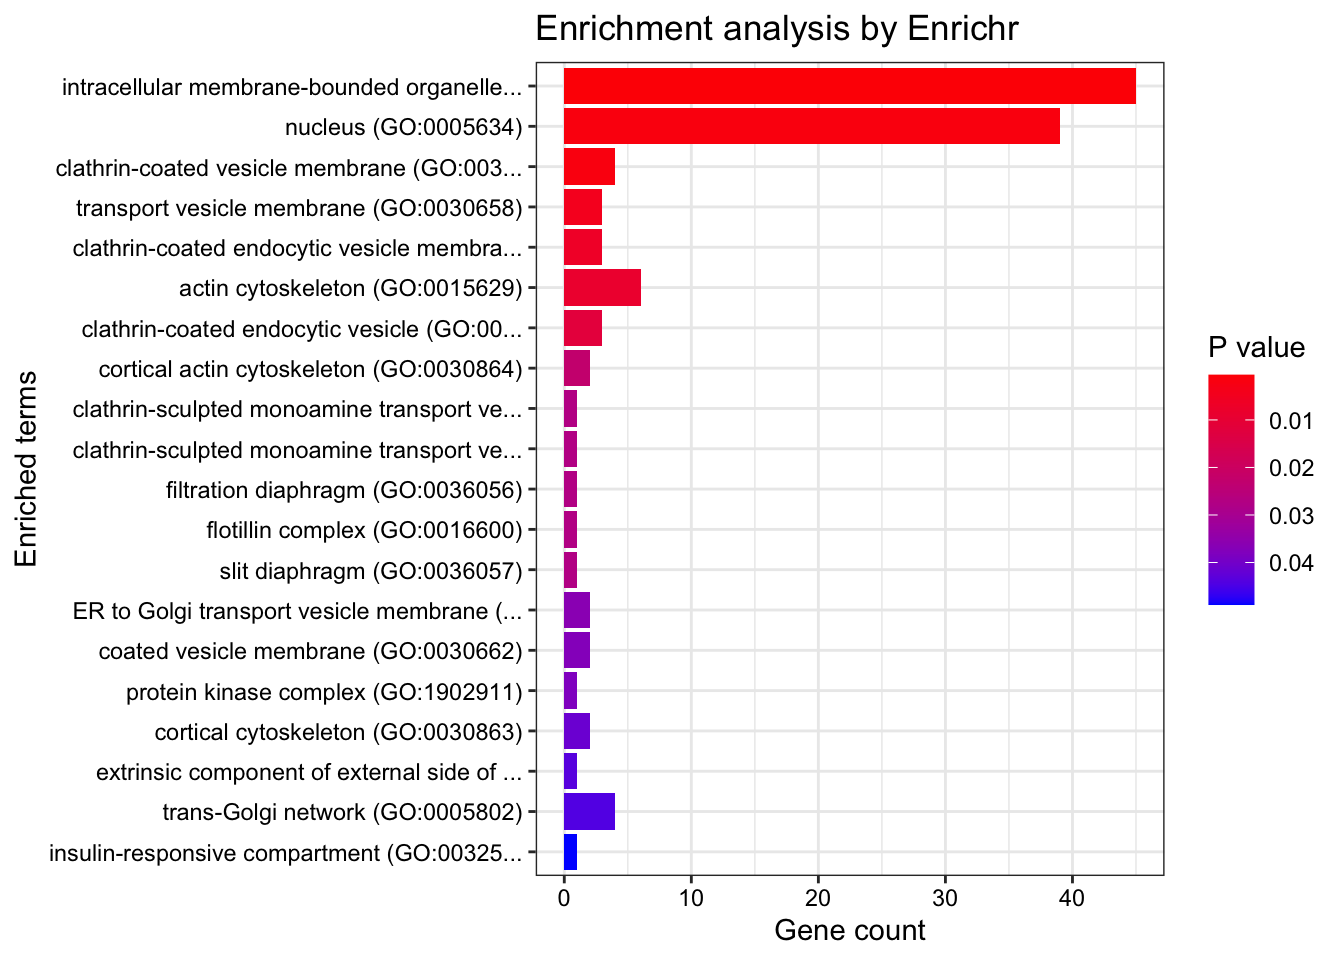 Enrichment analysis by Enrichr
intracellular membrane-bounded organelle...
nucleus (GO:0005634)
clathrin-coated vesicle membrane (GO:003...
transport vesicle membrane (GO:0030658)
clathrin-coated endocytic vesicle membra...
actin cytoskeleton (GO:0015629)
clathrin-coated endocytic vesicle (GO:00...
cortical actin cytoskeleton (GO:0030864)
clathrin-sculpted monoamine transport ve...
clathrin-sculpted monoamine transport ve...
filtration diaphragm (GO:0036056)
flotillin complex (GO:0016600)
slit diaphragm (GO:0036057)
ER to Golgi transport vesicle membrane (...
coated vesicle membrane (GO:0030662)
protein kinase complex (GO:1902911)
cortical cytoskeleton (GO:0030863)
extrinsic component of external side of ...
trans-Golgi network (GO:0005802)
insulin-responsive compartment (GO:00325...
Enriched terms
0 10 20 30 40
Gene count
P value
0.01
0.02
0.03
0.04